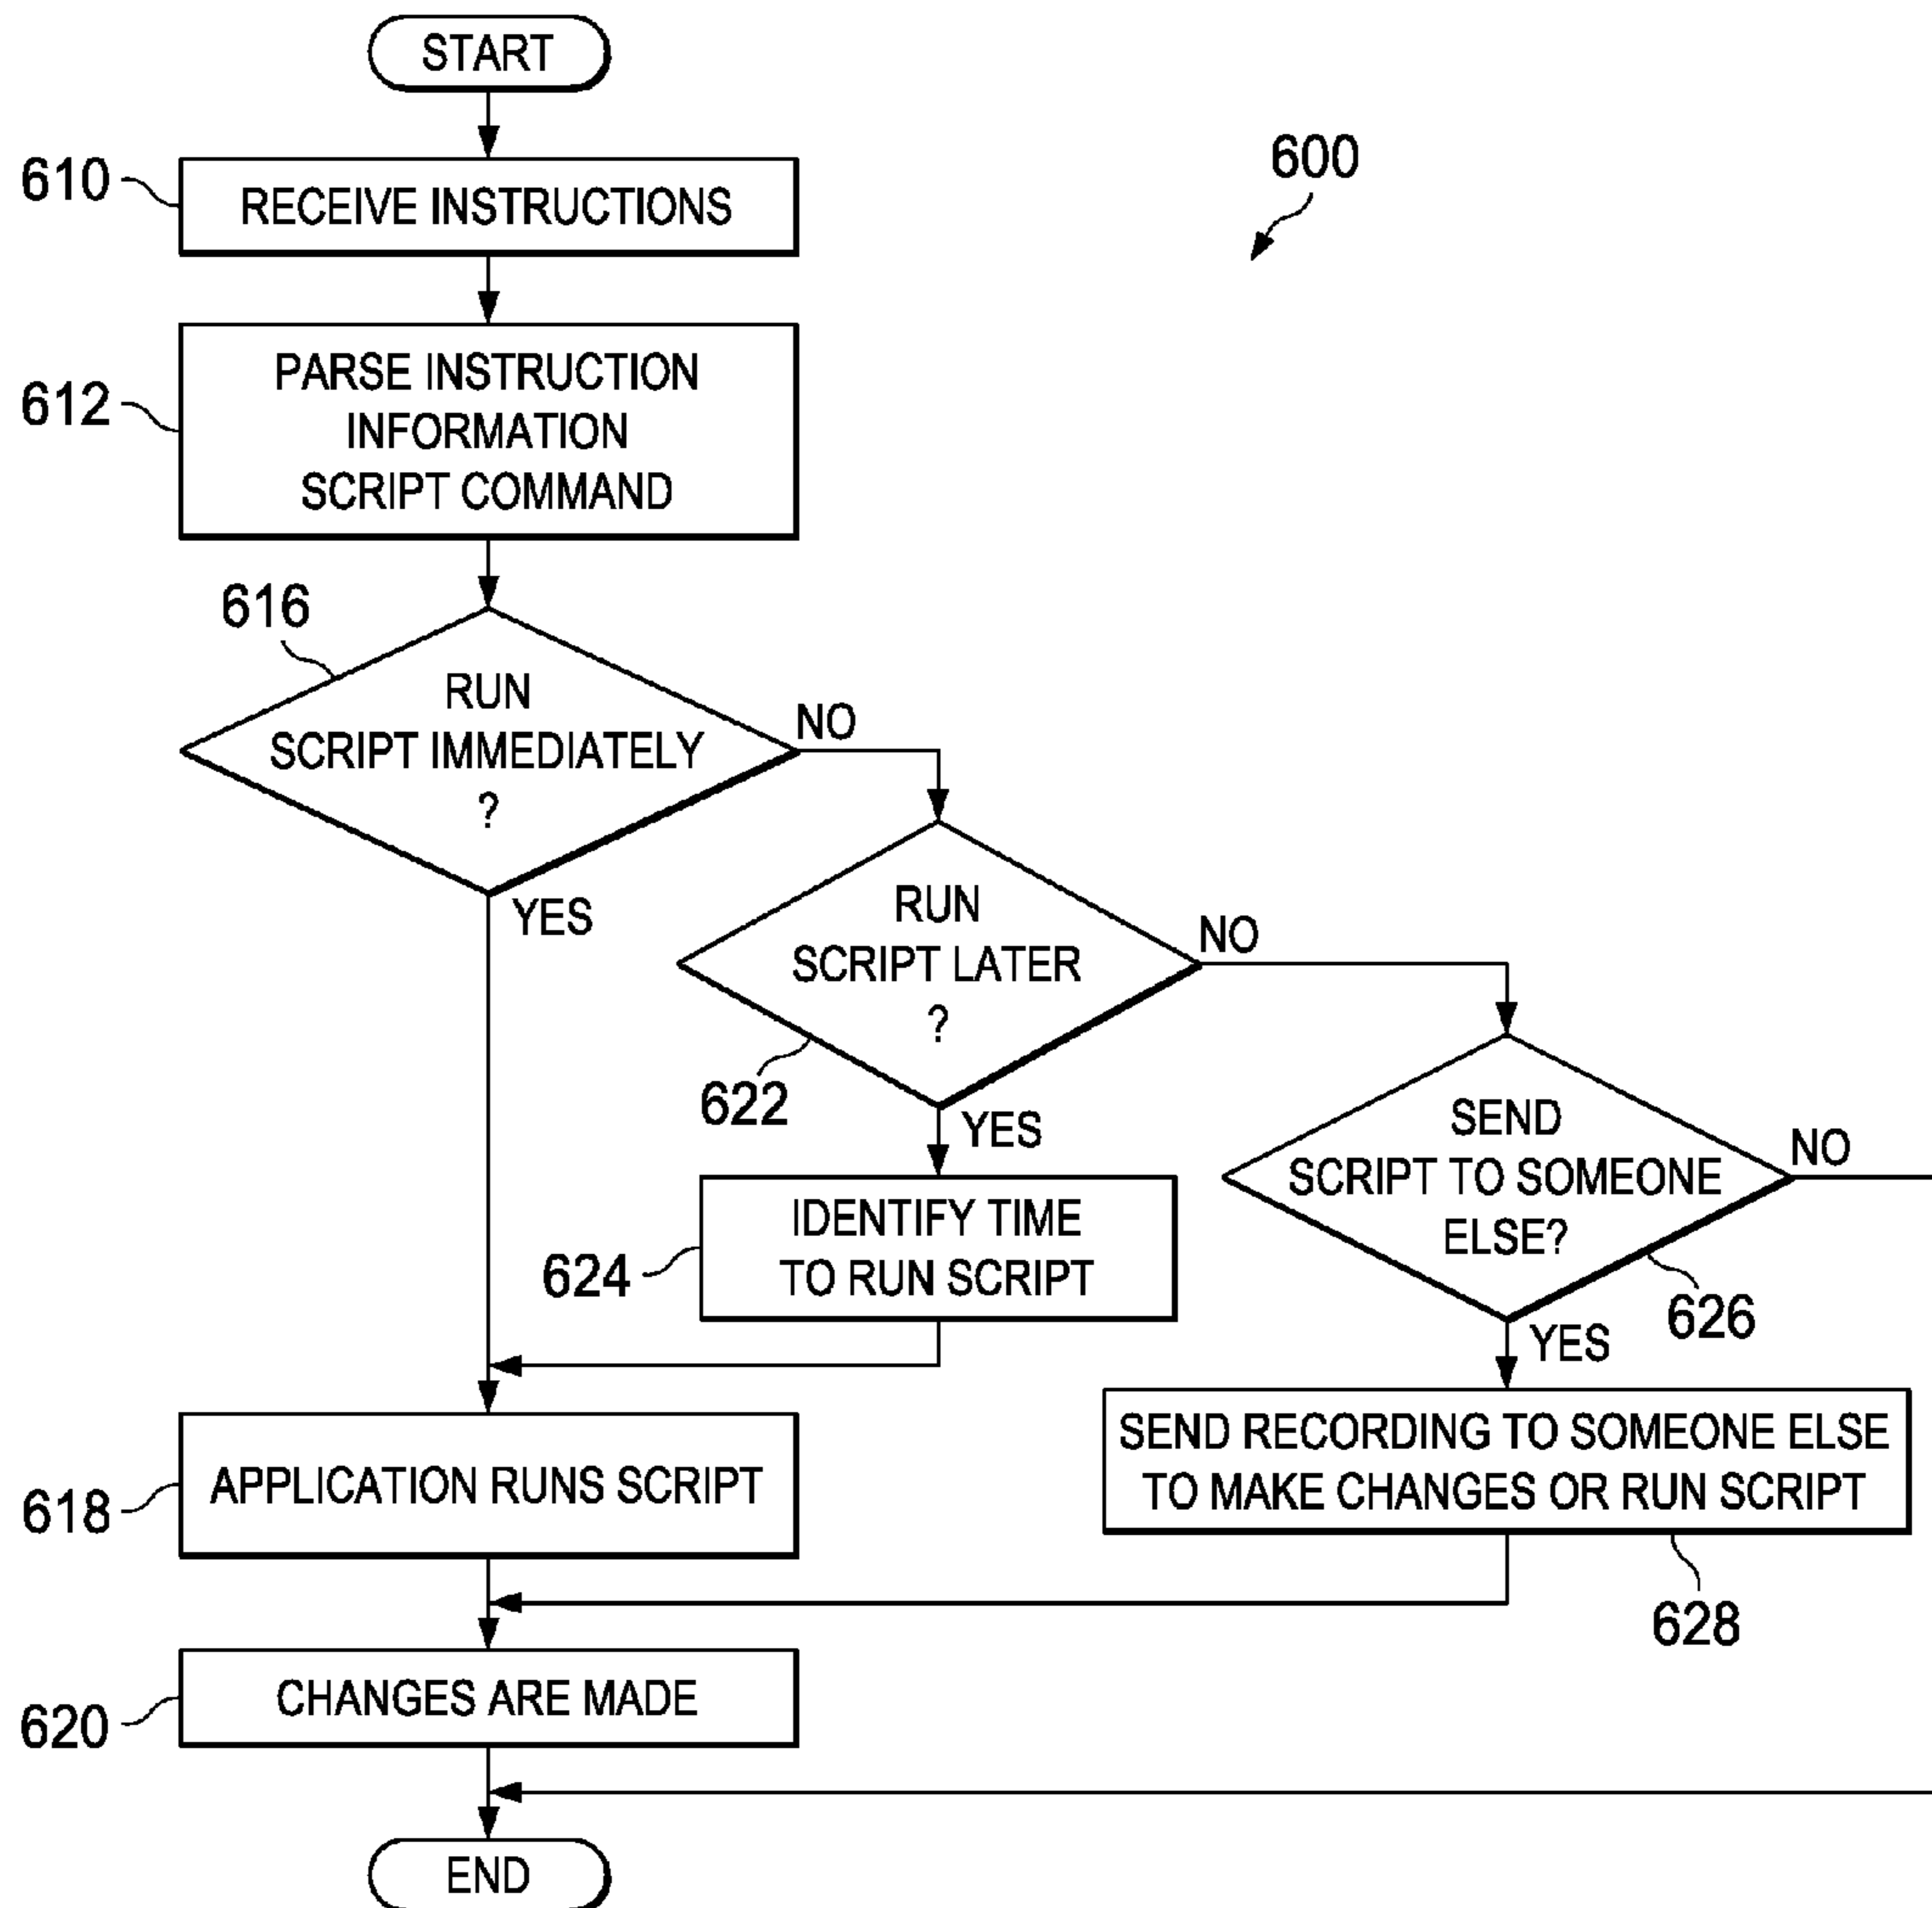 START
600
610
RECEIVE INSTRUCTIONS
612
PARSE INSTRUCTION
INFORMATION
SCRIPT COMMAND
616
RUN
SCRIPT IMMEDIATELY
?
NO
YES
RUN
SCRIPT LATER
?
NO
622
YES
SEND
SCRIPT TO SOMEONE
ELSE?
NO
626
YES
624
IDENTIFY TIME
TO RUN SCRIPT
618
APPLICATION RUNS SCRIPT
SEND RECORDING TO SOMEONE ELSE
TO MAKE CHANGES OR RUN SCRIPT
628
620
CHANGES ARE MADE
END